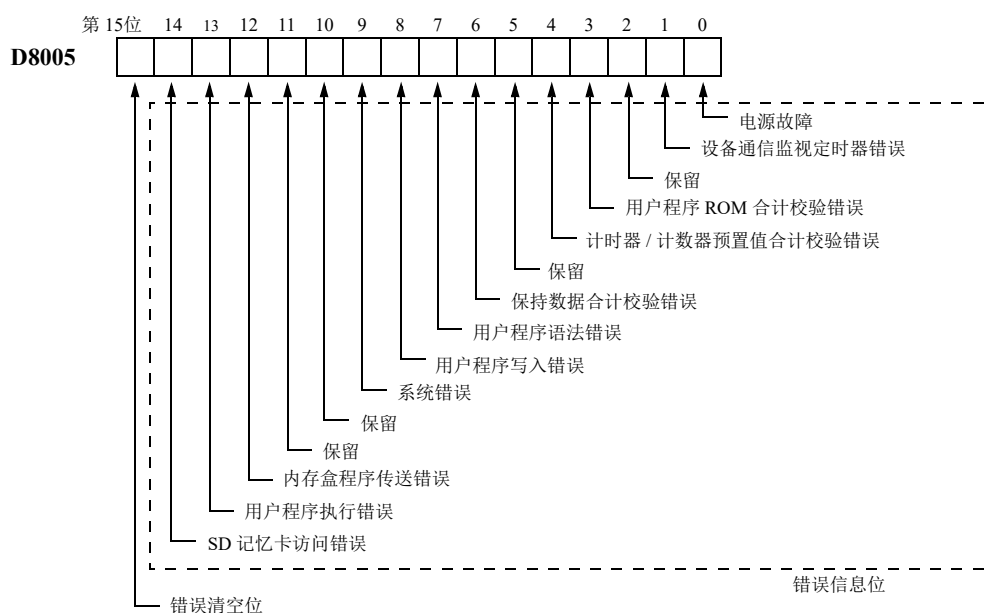 第 15位 14 13 12 11 10 9 8 7 6 5 4 3 2 1 0
D8005
电源故障
设备通信监视定时器错误
保留
用户程序 ROM 合计校验错误
计时器 / 计数器预置值合计校验错误
保留
保持数据合计校验错误
用户程序语法错误
用户程序写入错误
系统错误
保留
保留
内存盒程序传送错误
用户程序执行错误
SD 记忆卡访问错误
错误信息位
错误清空位